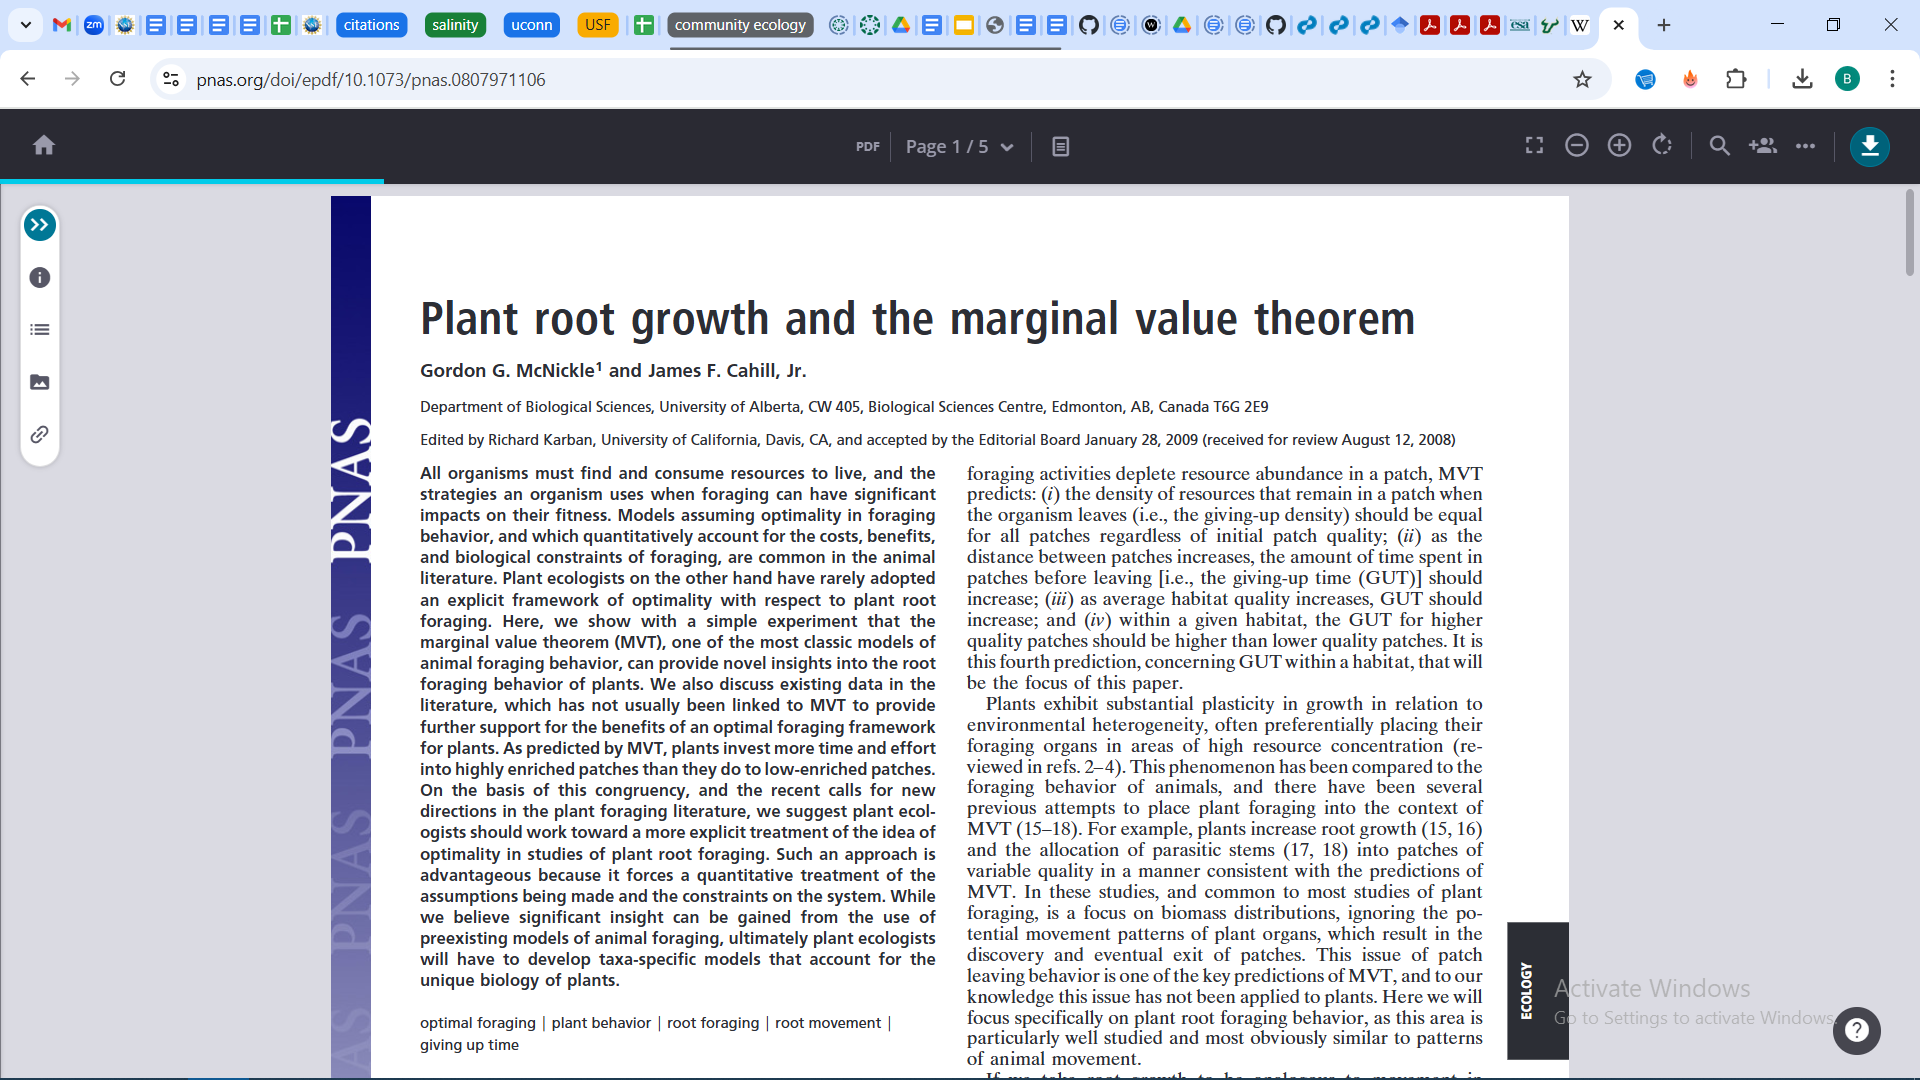 zm
citations
salinity
uconn
USF
community ecology
esa
W
pnas.org/doi/epdf/10.1073/pnas.0807971106
B
PDF
Page 1 / 5
Plant root growth and the marginal value theorem
Gordon G. McNickle¹ and James F. Cahill, Jr.
Department of Biological Sciences, University of Alberta, CW 405, Biological Sciences Centre, Edmonton, AB, Canada T6G 2E9
Edited by Richard Karban, University of California, Davis, CA, and accepted by the Editorial Board January 28, 2009 (received for review August 12, 2008)
All organisms must find and consume resources to live, and the
strategies an organism uses when foraging can have significant
impacts on their fitness. Models assuming optimality in foraging
behavior, and which quantitatively account for the costs, benefits,
and biological constraints of foraging, are common in the animal
literature. Plant ecologists on the other hand have rarely adopted
an explicit framework of optimality with respect to plant root
foraging. Here, we show with a simple experiment that the
marginal value theorem (MVT), one of the most classic models of
animal foraging behavior, can provide novel insights into the root
foraging behavior of plants. We also discuss existing data in the
literature, which has not usually been linked to MVT to provide
further support for the benefits of an optimal foraging framework
for plants. As predicted by MVT, plants invest more time and effort
into highly enriched patches than they do to low-enriched patches.
On the basis of this congruency, and the recent calls for new
directions in the plant foraging literature, we suggest plant ecol-
ogists should work toward a more explicit treatment of the idea of
optimality in studies of plant root foraging. Such an approach is
advantageous because it forces a quantitative treatment of the
assumptions being made and the constraints on the system. While
we believe significant insight can be gained from the use of
preexisting models of animal foraging, ultimately plant ecologists
will have to develop taxa-specific models that account for the
unique biology of plants.
optimal foraging | plant behavior | root foraging | root movement |
giving up time
foraging activities deplete resource abundance in a patch, MVT
predicts: (i) the density of resources that remain in a patch when
the organism leaves (i.e., the giving-up density) should be equal
for all patches regardless of initial patch quality; (ii) as the
distance between patches increases, the amount of time spent in
patches before leaving [i.e., the giving-up time (GUT)] should
increase; (iii) as average habitat quality increases, GUT should
increase; and (iv) within a given habitat, the GUT for higher
quality patches should be higher than lower quality patches. It is
this fourth prediction, concerning GUT within a habitat, that will
be the focus of this paper.
Plants exhibit substantial plasticity in growth in relation to
environmental heterogeneity, often preferentially placing their
foraging organs in areas of high resource concentration (re-
viewed in refs. 2–4). This phenomenon has been compared to the
foraging behavior of animals, and there have been several
previous attempts to place plant foraging into the context of
MVT (15–18). For example, plants increase root growth (15, 16)
and the allocation of parasitic stems (17, 18) into patches of
variable quality in a manner consistent with the predictions of
MVT. In these studies, and common to most studies of plant
foraging, is a focus on biomass distributions, ignoring the po-
tential movement patterns of plant organs, which result in the
discovery and eventual exit of patches. This issue of patch
leaving behavior is one of the key predictions of MVT, and to our
knowledge this issue has not been applied to plants. Here we will
focus specifically on plant root foraging behavior, as this area is
particularly well studied and most obviously similar to patterns
of animal movement.
PNAS
PNAS
PNAS
AS
ECOLOGY
Activate Windows
Go to Settings to activate Windows.